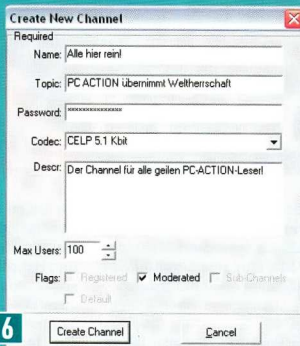 Create New Channel
Required
Name: Alle hier rein!
Topic: PC ACTION übernimmt Weltherrschaft
Password: ***************
Codec: CELP 5.1 Kbit
Descr: Der Channel für alle geilen PC-ACTION-Leser!
Max Users: 100
Flags: Registered Moderated Sub-Channels
Default
6
Create Channel Cancel